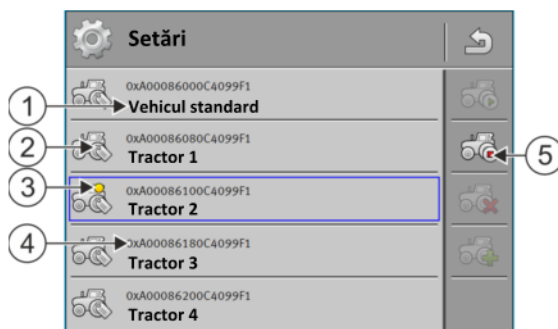 Setări
0xA00086000C4099F1
Vehicul standard
0xA00086080C4099F1
Tractor 1
0xA00086100C4099F1
Tractor 2
0xA00086180C4099F1
Tractor 3
0xA00086200C4099F1
Tractor 4
1
2
3
4
5